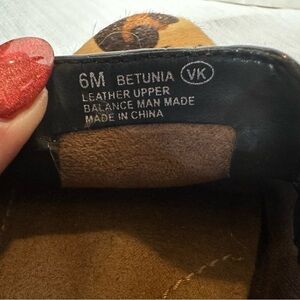 6M BETUNIA VK
LEATHER UPPER
BALANCE MAN MADE
MADE IN CHINA